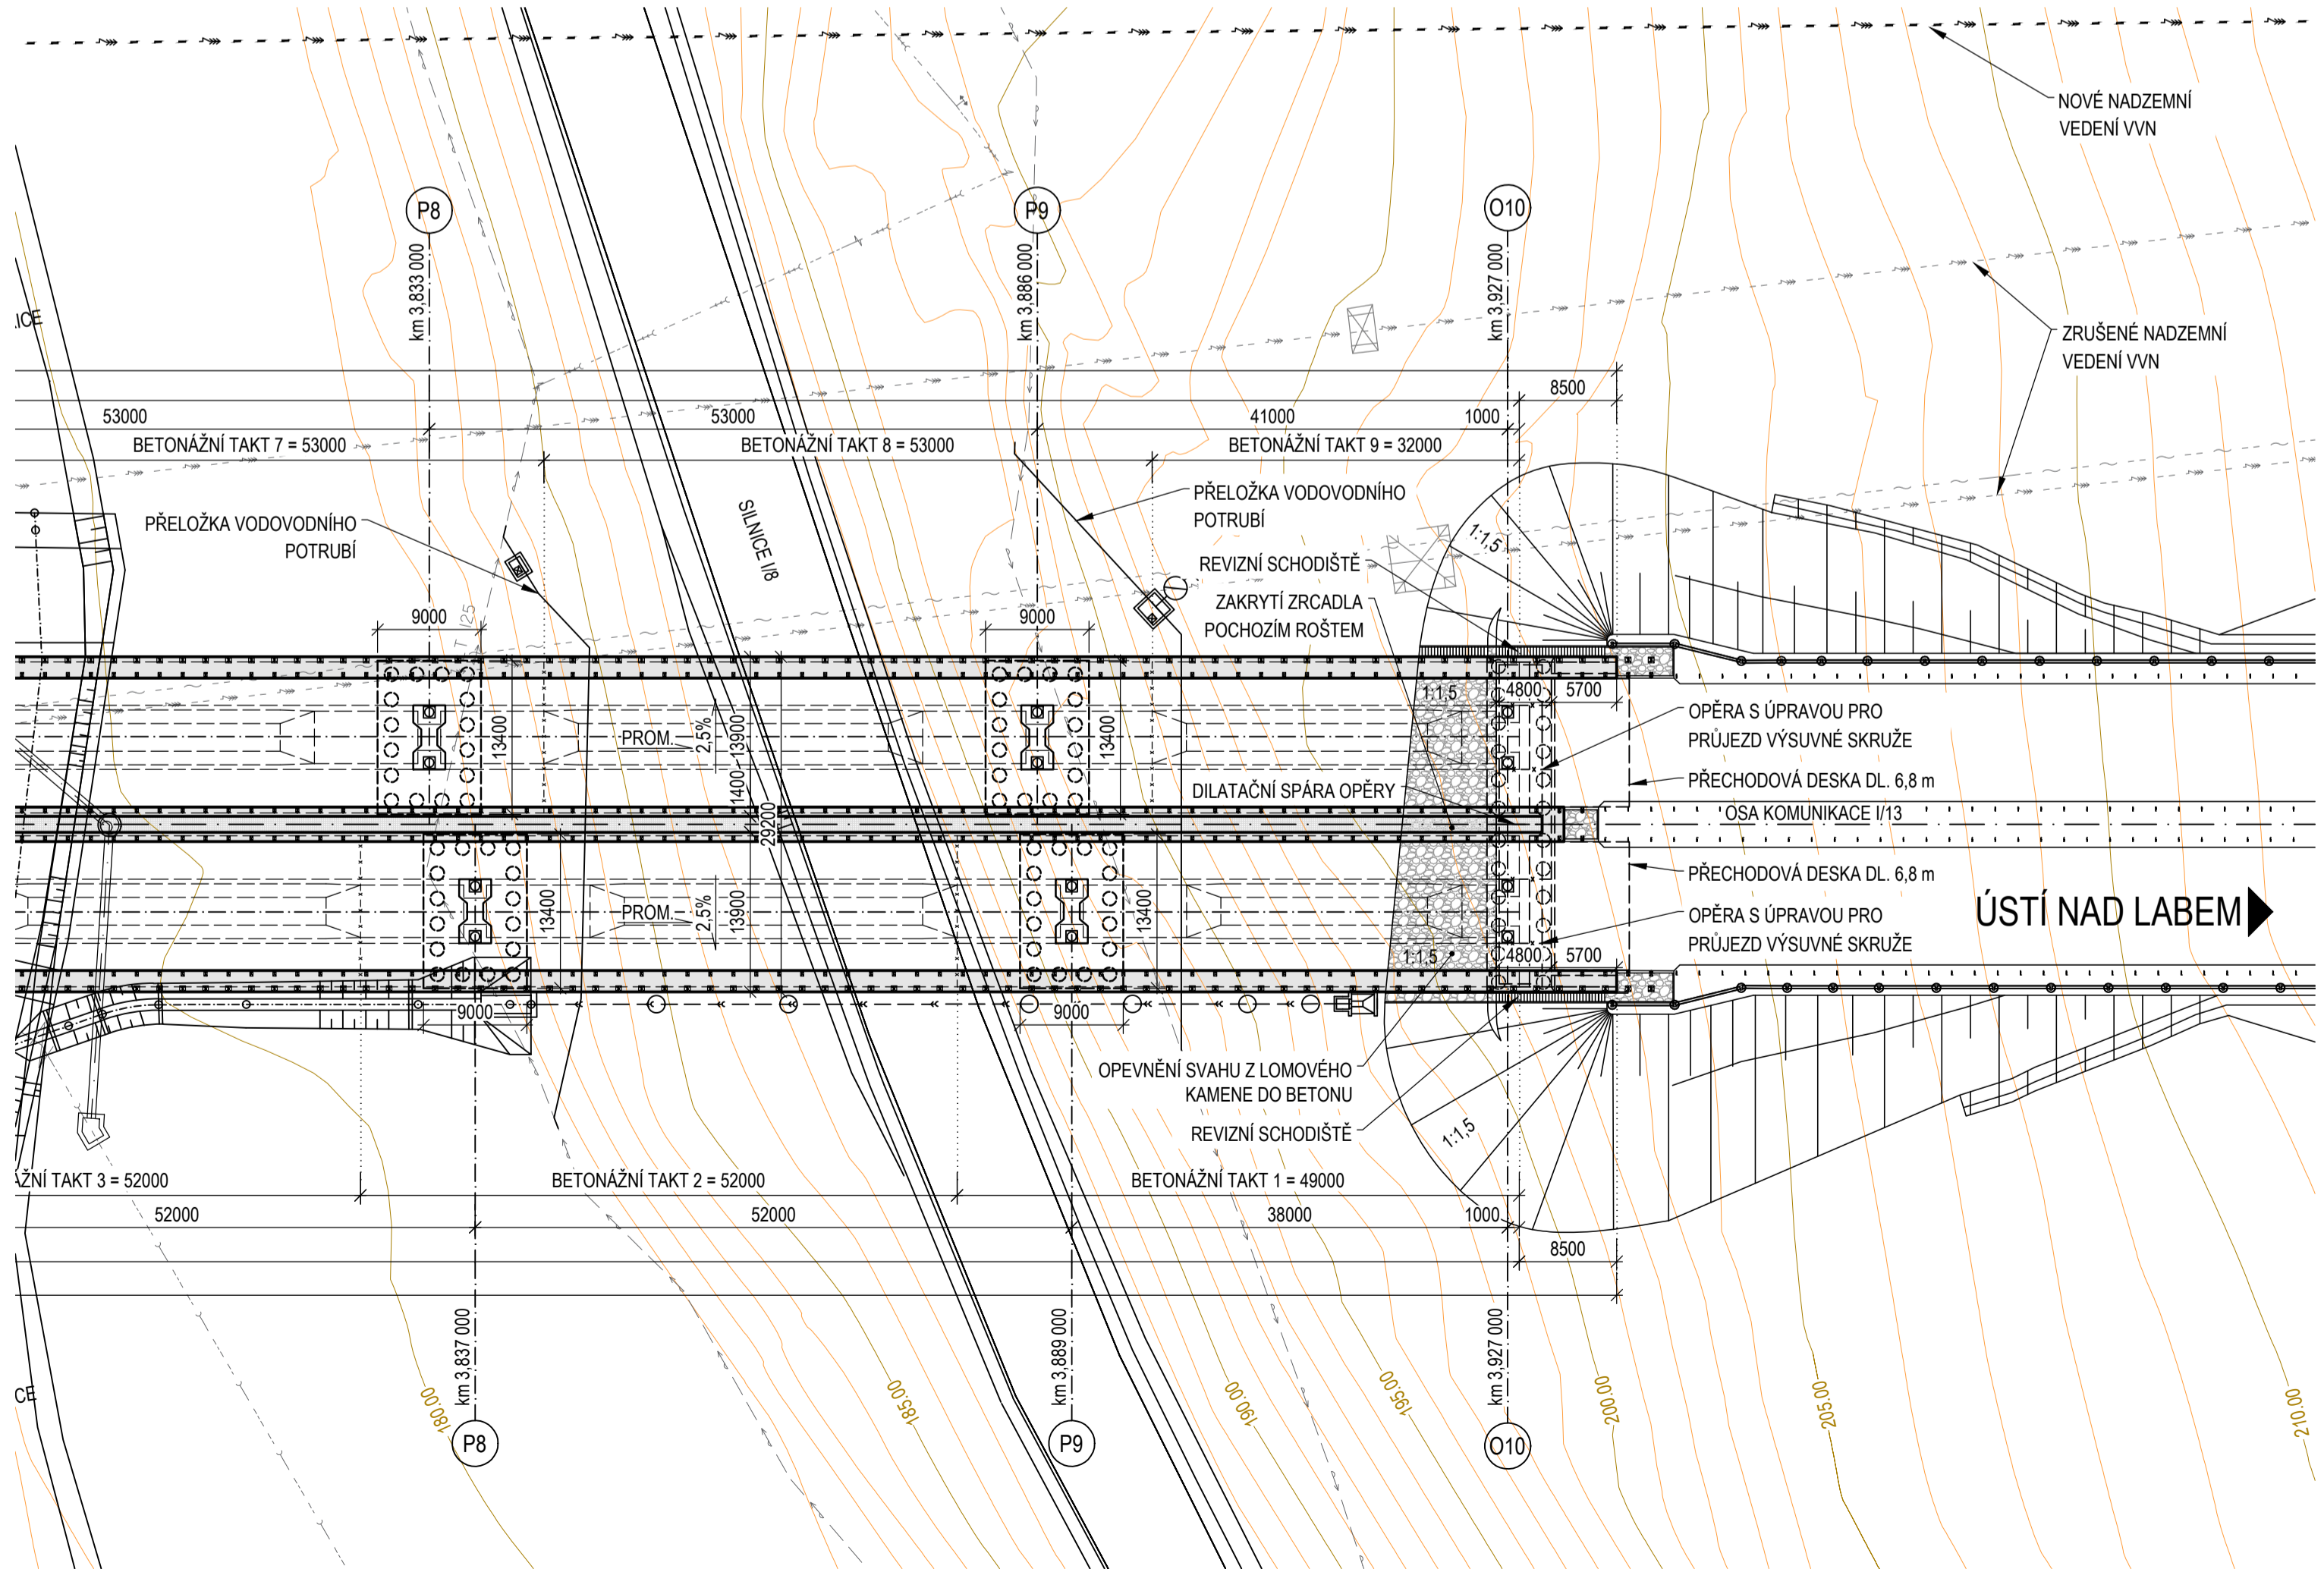 NOVÉ NADZEMNÍ
VEDENÍ VVN
P8
P9
O10
km 3,833 000
km 3,886 000
km 3,927 000
ZRUŠENÉ NADZEMNÍ
VEDENÍ VVN
8500
53000
53000
41000
1000
BETONÁŽNÍ TAKT 7 = 53000
BETONÁŽNÍ TAKT 8 = 53000
BETONÁŽNÍ TAKT 9 = 32000
PŘELOŽKA VODOVODNÍHO
POTRUBÍ
SILNICE I/8
PŘELOŽKA VODOVODNÍHO
POTRUBÍ
1:1,5
REVIZNÍ SCHODIŠTĚ
ZAKRYTÍ ZRCADLA
POCHOZÍM ROŠTEM
9000
9000
1:1,5
4800
5700
OPĚRA S ÚPRAVOU PRO
PRŮJEZD VÝSUVNÉ SKRUŽE
13400
PROM.
2,5%
14000 - 13900
13400
PŘECHODOVÁ DESKA DL. 6,8 m
DILATAČNÍ SPÁRA OPĚRY
OSA KOMUNIKACE I/13
29200
PŘECHODOVÁ DESKA DL. 6,8 m
13400
PROM.
2,5%
13900
13400
OPĚRA S ÚPRAVOU PRO
PRŮJEZD VÝSUVNÉ SKRUŽE
ÚSTÍ NAD LABEM
1:1,5
4800
5700
9000
9000
OPEVNĚNÍ SVAHU Z LOMOVÉHO
KAMENE DO BETONU
REVIZNÍ SCHODIŠTĚ
1:1,5
ŽNÍ TAKT 3 = 52000
BETONÁŽNÍ TAKT 2 = 52000
BETONÁŽNÍ TAKT 1 = 49000
52000
52000
38000
1000
8500
km 3,837 000
km 3,889 000
km 3,927 000
180.00
185.00
190.00
195.00
200.00
205.00
210.00
P8
P9
O10